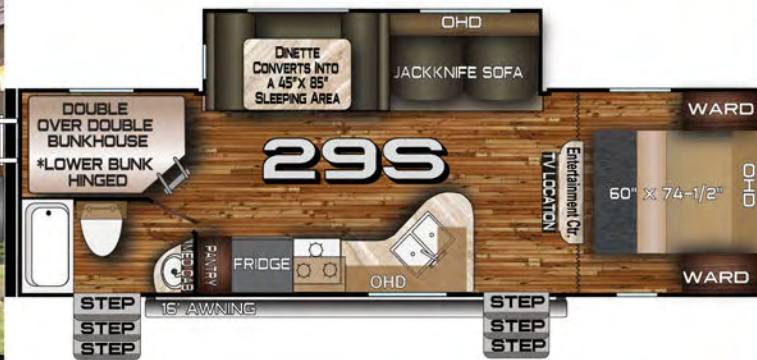 OHD
DINETTE
CONVERTS INTO
A 45" X 85"
SLEEPING AREA
JACKKNIFE SOFA
DOUBLE
OVER DOUBLE
BUNKHOUSE
*LOWER BUNK
HINGED
29S
Entertainment Ctr.
TV LOCATION
WARD
60" X 74-1/2"
OHD
WARD
MED CAB
PANTRY
FRIDGE
OHD
STEP
STEP
STEP
15' AWNING
STEP
STEP
STEP